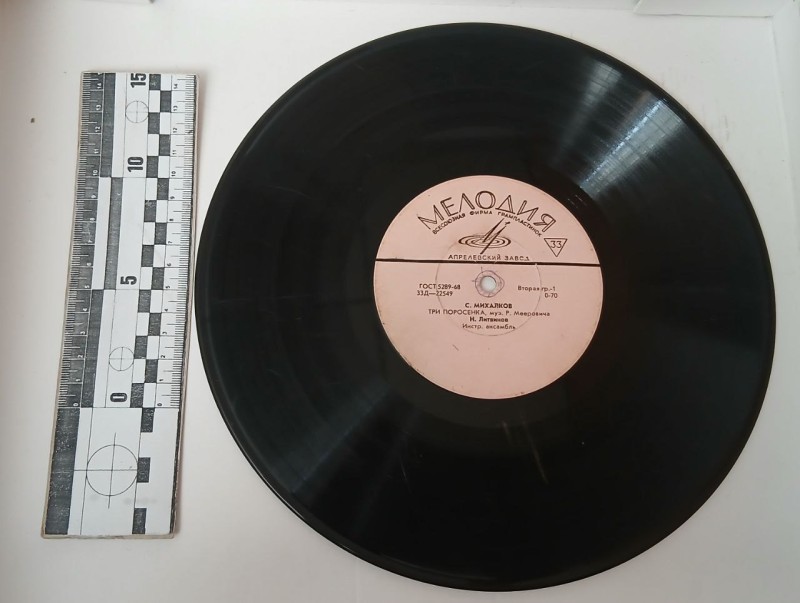 15
10
5
0
МЕЛОДИЯ
ВСЕСОЮЗНАЯ ФИРМА ГРАМПЛАСТИНОК
33
АПРЕЛЕВСКИЙ ЗАВОД
ГОСТ 5289-68 Вторая гр.-1
33Д—22549 0-70
С. МИХАЛКОВ
ТРИ ПОРОСЕНКА, муз. Р. Мееровича
Н. Литвинов
Инстр. ансамбль